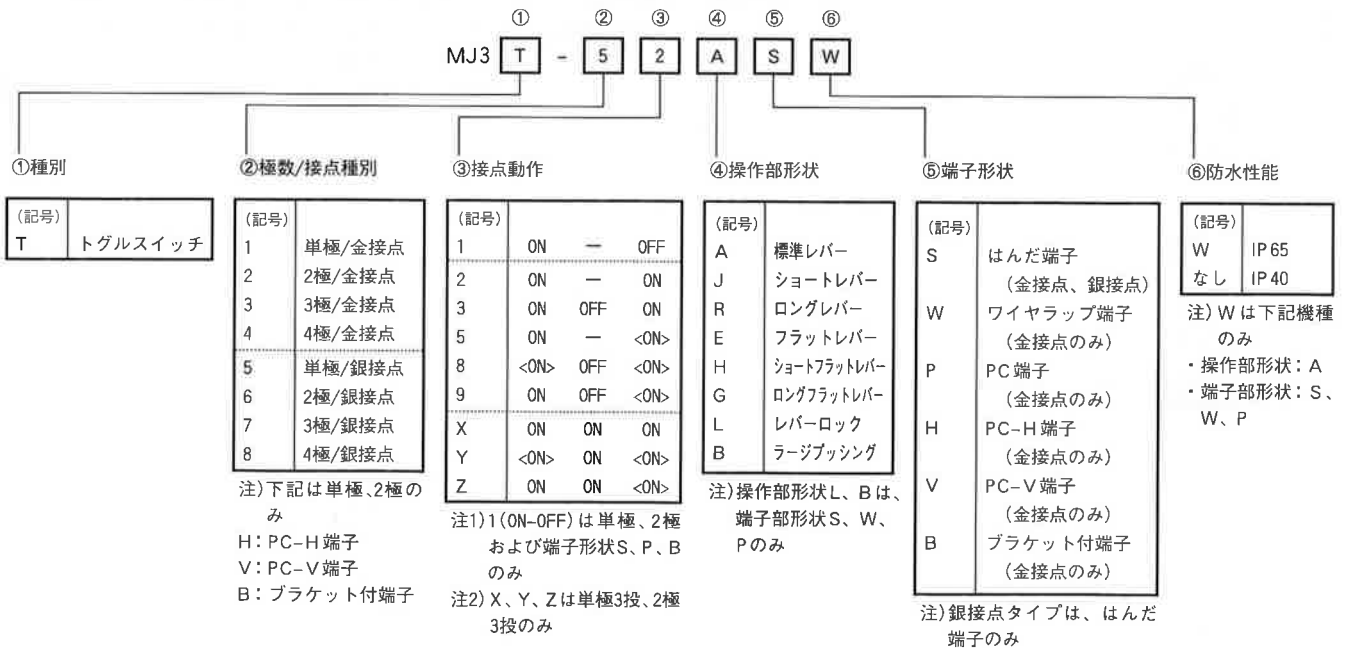 ① ② ③ ④ ⑤ ⑥
MJ3 T - 5 2 A S W
①種別
(記号)
T トグルスイッチ
②極数/接点種別
(記号)
1 単極/金接点
2 2極/金接点
3 3極/金接点
4 4極/金接点
5 単極/銀接点
6 2極/銀接点
7 3極/銀接点
8 4極/銀接点
注)下記は単極、2極の
み
H:PC-H端子
V:PC-V端子
B:ブラケット付端子
③接点動作
(記号)
1 ON － OFF
2 ON － ON
3 ON OFF ON
5 ON － <ON>
8 <ON> OFF <ON>
9 ON OFF <ON>
X ON ON ON
Y <ON> ON <ON>
Z ON ON <ON>
注1)1(ON-OFF)は単極、2極
および端子形状S、P、B
のみ
注2)X、Y、Zは単極3投、2極
3投のみ
④操作部形状
(記号)
A 標準レバー
J ショートレバー
R ロングレバー
E フラットレバー
H ショートフラットレバー
G ロングフラットレバー
L レバーロック
B ラージブッシング
注)操作部形状L、Bは、
端子部形状S、W、
Pのみ
⑤端子形状
(記号)
S はんだ端子
(金接点、銀接点)
W ワイヤラップ端子
(金接点のみ)
P PC端子
(金接点のみ)
H PC-H端子
(金接点のみ)
V PC-V端子
(金接点のみ)
B ブラケット付端子
(金接点のみ)
注)銀接点タイプは、はんだ
端子のみ
⑥防水性能
(記号)
W IP65
なし IP40
注)Wは下記機種
のみ
・操作部形状:A
・端子部形状:S、
W、P